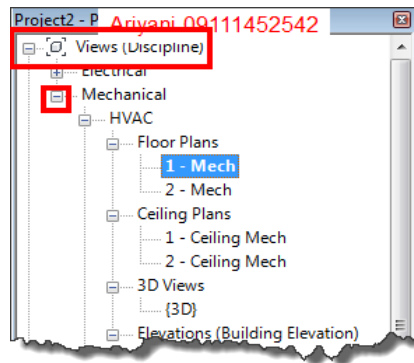 Project2 - P Ariyani 09111452542
Views (Discipline)
Electrical
Mechanical
HVAC
Floor Plans
1 - Mech
2 - Mech
Ceiling Plans
1 - Ceiling Mech
2 - Ceiling Mech
3D Views
{3D}
Elevations (Building Elevation)